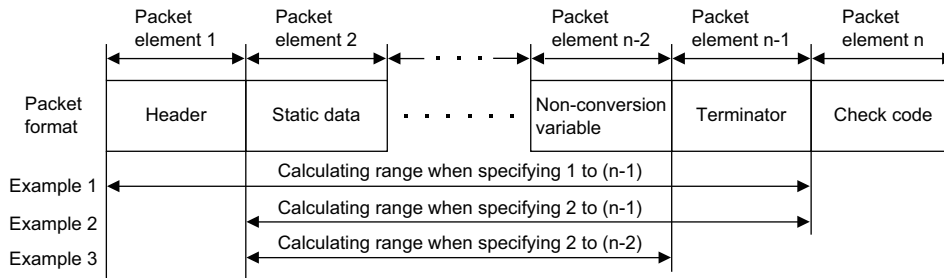 Packet element 1
Packet element 2
Packet element n-2
Packet element n-1
Packet element n
Packet format
Header
Static data
Non-conversion variable
Terminator
Check code
Example 1
Calculating range when specifying 1 to (n-1)
Example 2
Calculating range when specifying 2 to (n-1)
Example 3
Calculating range when specifying 2 to (n-2)